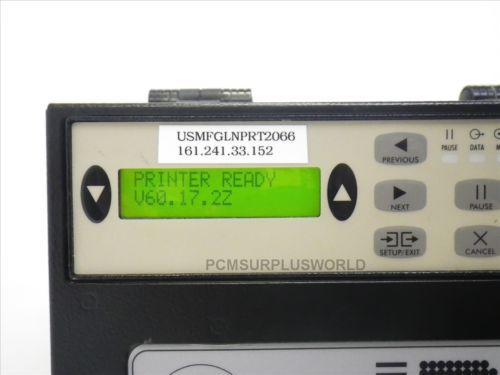 USMFGLNPRT2066
161.241.33.152
PRINTER READY
V60.17.2Z
PREVIOUS
PAUSE
DATA
NEXT
PAUSE
SETUP/EXIT
CANCEL
PCMSURPLUSWORLD